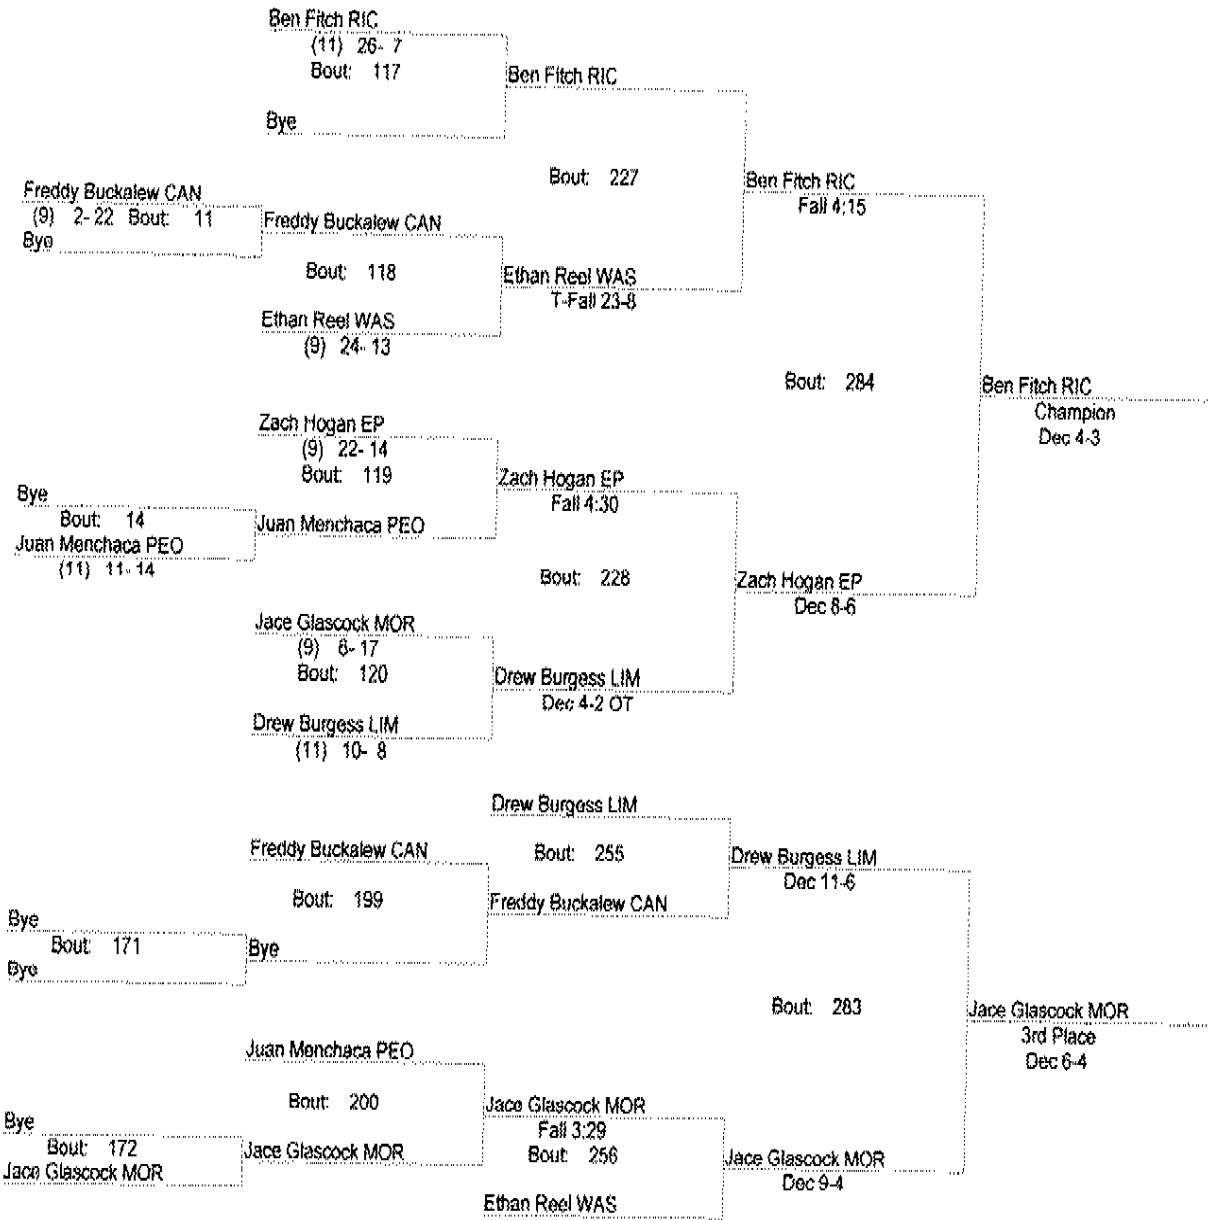 Ben Fitch RIC
(11) 26- 7
Bout: 117
Ben Fitch RIC
Bye
Bout: 227
Ben Fitch RIC
Fall 4:15
Freddy Buckalew CAN
(9) 2- 22 Bout: 11
Bye
Freddy Buckalew CAN
Bout: 118
Ethan Reel WAS
T-Fall 23-8
Ethan Reel WAS
(9) 24- 13
Bout: 284
Ben Fitch RIC
Champion
Dec 4-3
Zach Hogan EP
(9) 22- 14
Bout: 119
Zach Hogan EP
Fall 4:30
Bye
Bout: 14
Juan Menchaca PEO
Juan Menchaca PEO
(11) 11- 14
Bout: 228
Zach Hogan EP
Dec 8-6
Jace Glascock MOR
(9) 8- 17
Bout: 120
Drew Burgess LIM
Dec 4-2 OT
Drew Burgess LIM
(11) 10- 8
Drew Burgess LIM
Freddy Buckalew CAN
Bout: 255
Drew Burgess LIM
Dec 11-6
Bout: 199
Freddy Buckalew CAN
Bye
Bout: 171
Bye
Bye
Bout: 283
Jace Glascock MOR
3rd Place
Dec 6-4
Juan Menchaca PEO
Bout: 200
Jace Glascock MOR
Fall 3:29
Bye
Bout: 172
Jace Glascock MOR
Jace Glascock MOR
Bout: 256
Jace Glascock MOR
Dec 9-4
Ethan Reel WAS